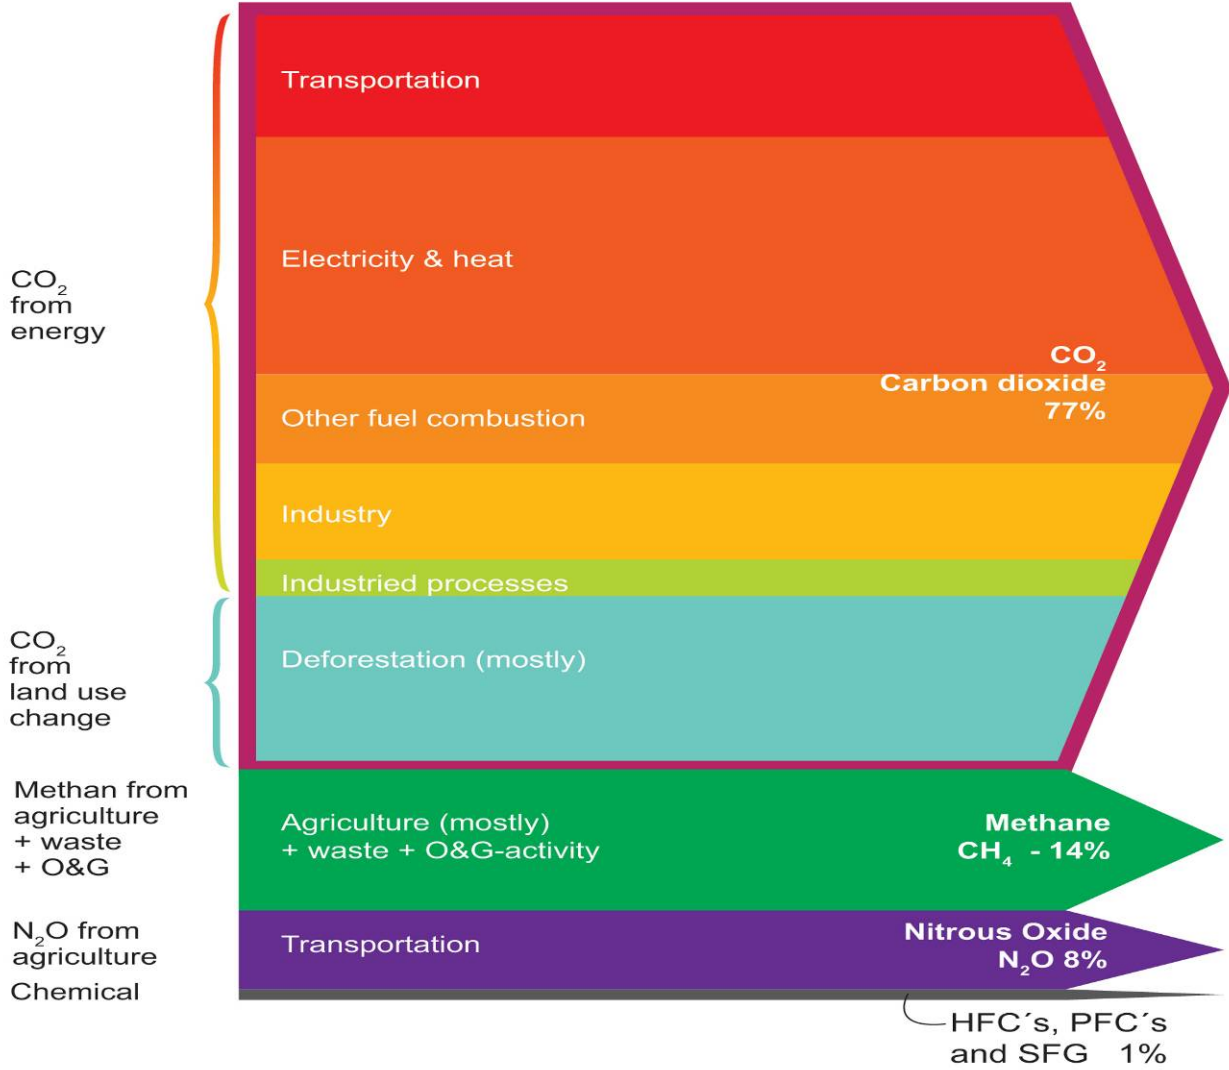 Transportation
Electricity & heat
CO₂
from
energy
CO₂
Carbon dioxide
77%
Other fuel combustion
Industry
Industried processes
CO₂
from
land use
change
Deforestation (mostly)
Methan from
agriculture
+ waste
+ O&G
Agriculture (mostly)
+ waste + O&G-activity
Methane
CH₄ - 14%
N₂O from
agriculture
Transportation
Nitrous Oxide
N₂O 8%
Chemical
HFC´s, PFC´s
and SFG 1%